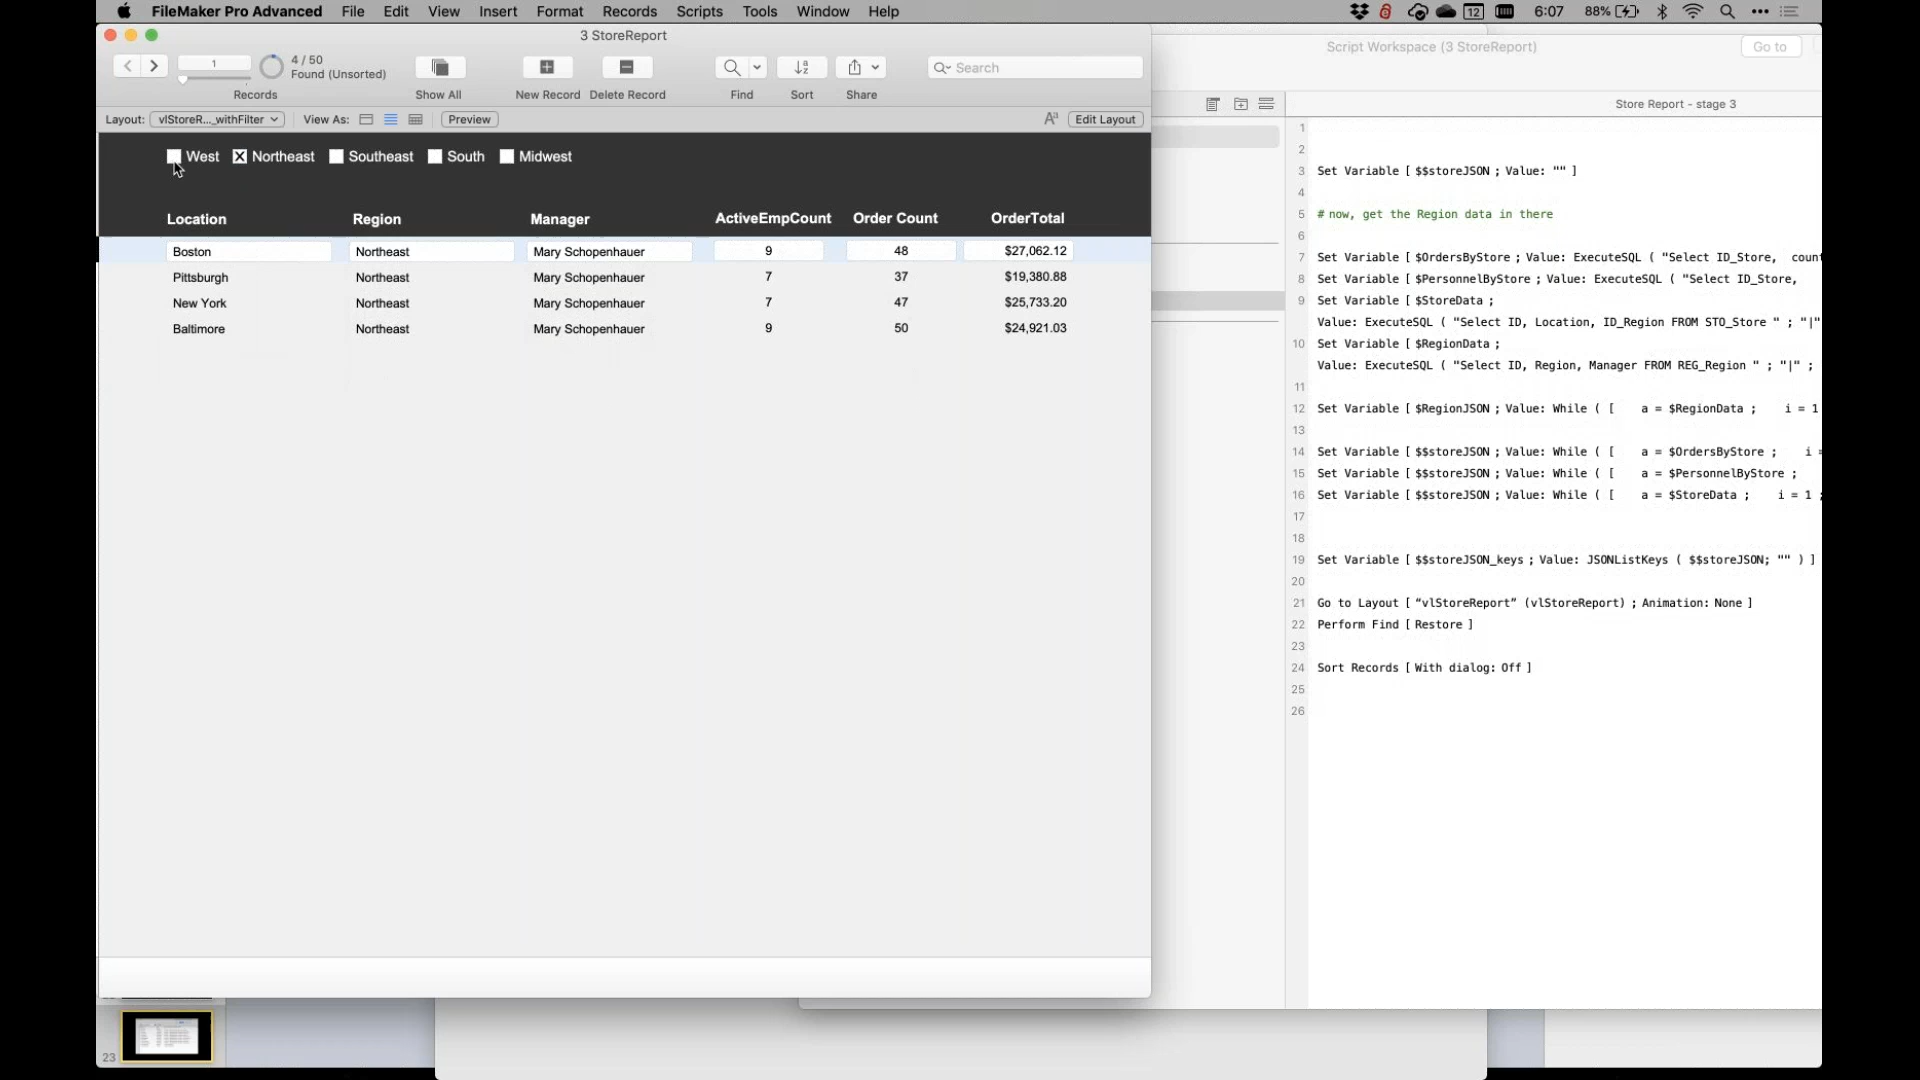 FileMaker Pro Advanced File Edit View Insert Format Records Scripts Tools Window Help 12 6:07 88%
3 StoreReport
Script Workspace (3 StoreReport)
Go to
1
4 / 50
Found (Unsorted)
Search
Records
Show All
New Record
Delete Record
Find
Sort
Share
Layout: vlStoreR..._withFilter View As: Preview
Edit Layout
Store Report - stage 3
West Northeast Southeast South Midwest
Location Region Manager ActiveEmpCount Order Count OrderTotal
Boston Northeast Mary Schopenhauer 9 48 $27,062.12
Pittsburgh Northeast Mary Schopenhauer 7 37 $19,380.88
New York Northeast Mary Schopenhauer 7 47 $25,733.20
Baltimore Northeast Mary Schopenhauer 9 50 $24,921.03
1
2
3 Set Variable [ $$storeJSON ; Value: "" ]
4
5 # now, get the Region data in there
6
7 Set Variable [ $OrdersByStore ; Value: ExecuteSQL ( "Select ID_Store, coun
8 Set Variable [ $PersonnelByStore ; Value: ExecuteSQL ( "Select ID_Store,
9 Set Variable [ $StoreData ;
Value: ExecuteSQL ( "Select ID, Location, ID_Region FROM STO_Store " ; "|"
10 Set Variable [ $RegionData ;
Value: ExecuteSQL ( "Select ID, Region, Manager FROM REG_Region " ; "|" ;
11
12 Set Variable [ $RegionJSON ; Value: While ( [ a = $RegionData ; i = 1
13
14 Set Variable [ $$storeJSON ; Value: While ( [ a = $OrdersByStore ; i =
15 Set Variable [ $$storeJSON ; Value: While ( [ a = $PersonnelByStore ;
16 Set Variable [ $$storeJSON ; Value: While ( [ a = $StoreData ; i = 1 ;
17
18
19 Set Variable [ $$storeJSON_keys ; Value: JSONListKeys ( $$storeJSON; "" ) ]
20
21 Go to Layout [ “vlStoreReport” (vlStoreReport) ; Animation: None ]
22 Perform Find [ Restore ]
23
24 Sort Records [ With dialog: Off ]
25
26
23